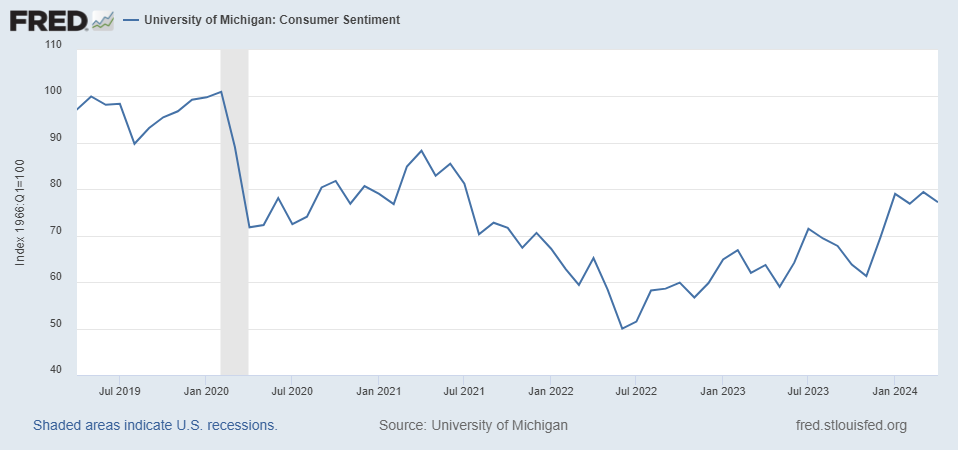 FRED
University of Michigan: Consumer Sentiment
110
100
90
80
70
60
50
40
Index 1966:Q1=100
Jul 2019 Jan 2020 Jul 2020 Jan 2021 Jul 2021 Jan 2022 Jul 2022 Jan 2023 Jul 2023 Jan 2024
Shaded areas indicate U.S. recessions. Source: University of Michigan fred.stlouisfed.org